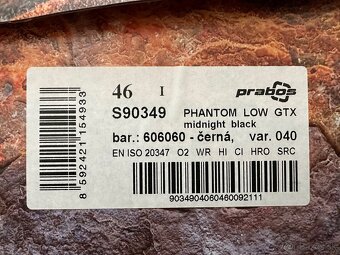 46 I
prabos
S90349 PHANTOM LOW GTX
midnight black
bar.: 606060 - černá, var. 040
EN ISO 20347 O2 WR HI CI HRO SRC
8 592421 154933
9034904060460092111